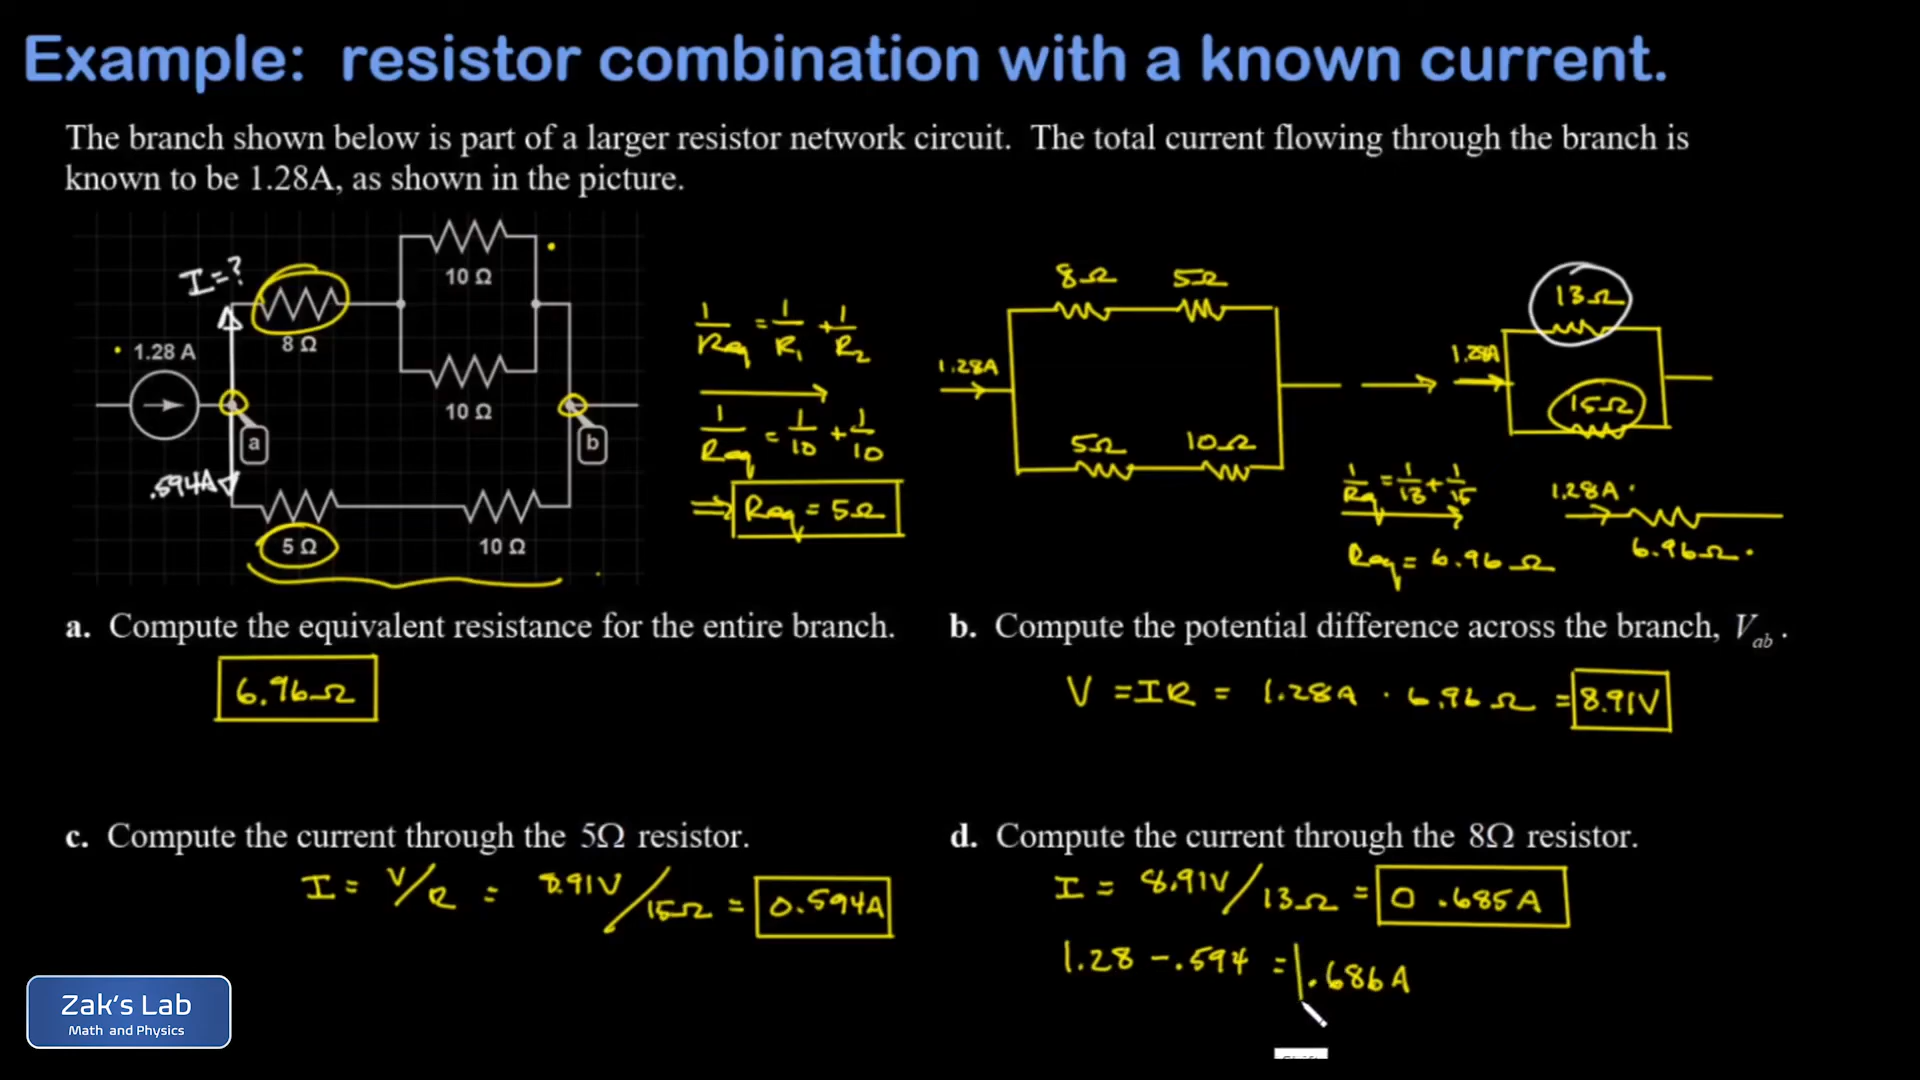 Example: resistor combination with a known current.
The branch shown below is part of a larger resistor network circuit. The total current flowing through the branch is
known to be 1.28A, as shown in the picture.
I=?
8 Ω
1.28 A
10 Ω
10 Ω
a
b
.594A
5 Ω
10 Ω
1/Req = 1/R1 + 1/R2
1/Req = 1/10 + 1/10
⇒ Req = 5Ω
8Ω 5Ω
1.28A
5Ω 10Ω
13Ω
1.28A
15Ω
1/Req = 1/13 + 1/15
Req = 6.96 Ω
1.28A
6.96Ω
a. Compute the equivalent resistance for the entire branch.
6.96Ω
b. Compute the potential difference across the branch, Vab.
V = IR = 1.28A · 6.96 Ω = 8.91V
c. Compute the current through the 5Ω resistor.
I = V/R = 8.91V/15Ω = 0.594A
d. Compute the current through the 8Ω resistor.
I = 8.91V/13Ω = 0.685A
1.28 - .594 = .686A
Zak's Lab
Math and Physics